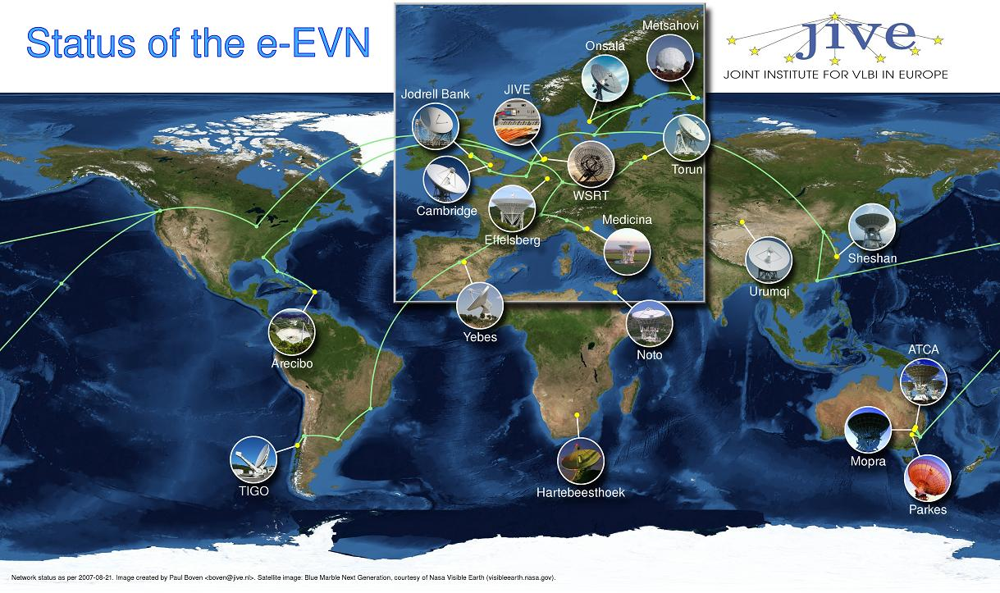 Status of the e-EVN
jive
JOINT INSTITUTE FOR VLBI IN EUROPE
Metsahovi
Onsala
Jodrell Bank
JIVE
Torun
WSRT
Cambridge
Effelsberg
Medicina
Sheshan
Urumqi
Yebes
Noto
Arecibo
ATCA
Mopra
TIGO
Hartebeesthoek
Parkes
Network status as per 2007-08-21. Image created by Paul Boven <boven@jive.nl>. Satellite image: Blue Marble Next Generation, courtesy of Nasa Visible Earth (visibleearth.nasa.gov).